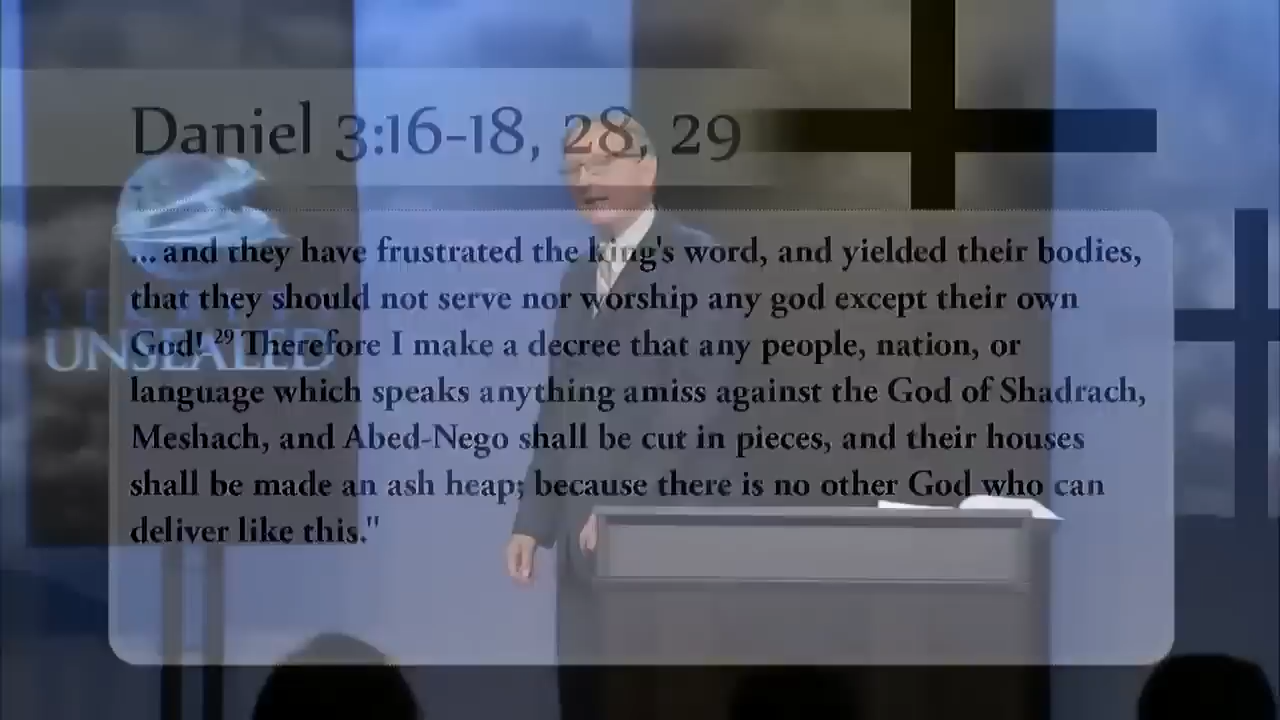 Daniel 3:16-18, 28, 29
... and they have frustrated the king's word, and yielded their bodies,
that they should not serve nor worship any god except their own
God! 29 Therefore I make a decree that any people, nation, or
language which speaks anything amiss against the God of Shadrach,
Meshach, and Abed-Nego shall be cut in pieces, and their houses
shall be made an ash heap; because there is no other God who can
deliver like this."
UNSEALED